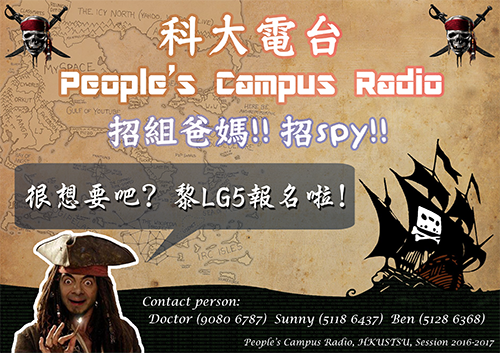 科大電台
People's Campus Radio
招組爸媽!! 招spy!!
很想要吧? 黎LG5報名啦!
Contact person:
Doctor (9080 6787) Sunny (5118 6437) Ben (5128 6368)
People's Campus Radio, HKUSTSU, Session 2016-2017